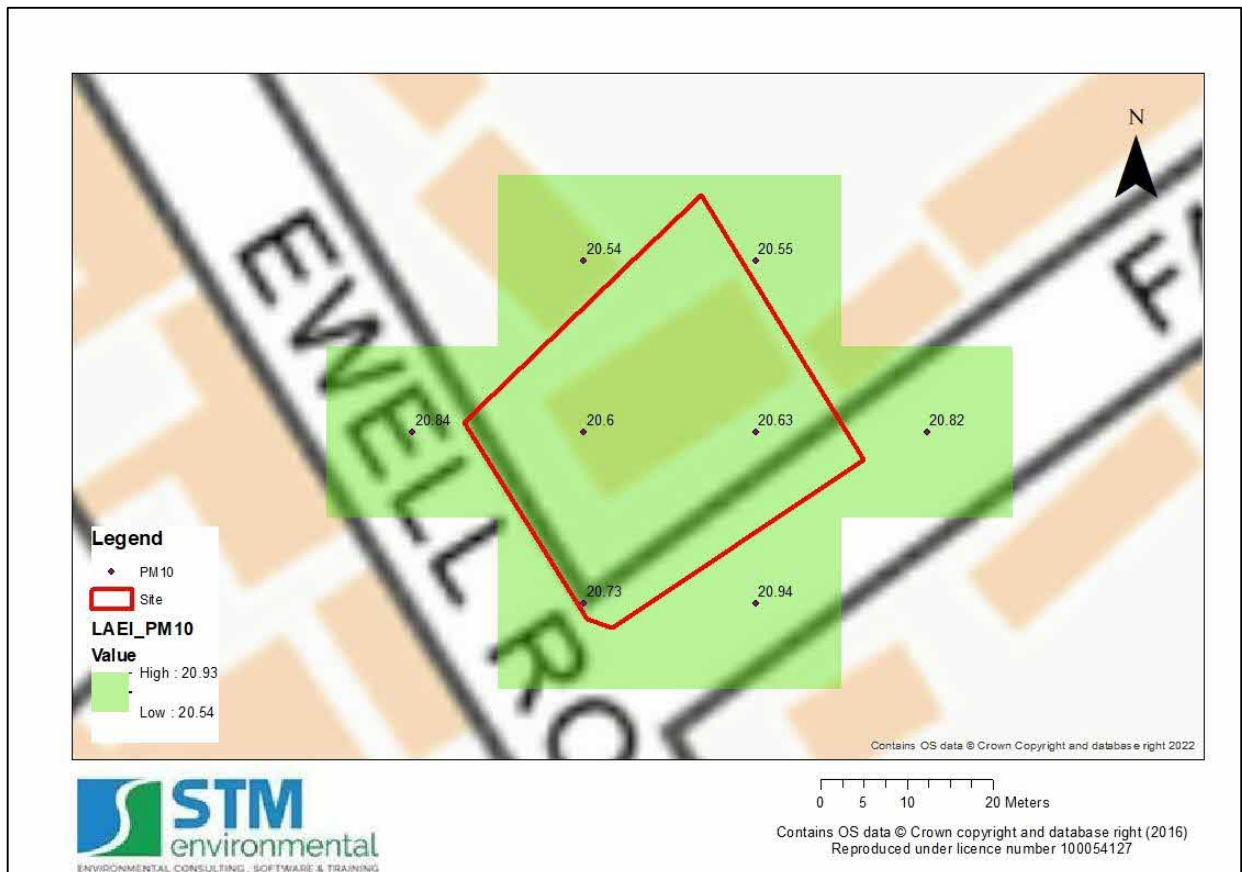 N
20.54
20.55
20.84
20.6
20.63
20.82
20.73
20.94
EWELL RO
F
Legend
PM10
Site
LAEI_PM10
Value
High : 20.93
Low : 20.54
Contains OS data © Crown Copyright and database right 2022
STM
environmental
ENVIRONMENTAL CONSULTING, SOFTWARE & TRAINING
0 5 10 20 Meters
Contains OS data © Crown copyright and database right (2016)
Reproduced under licence number 100054127